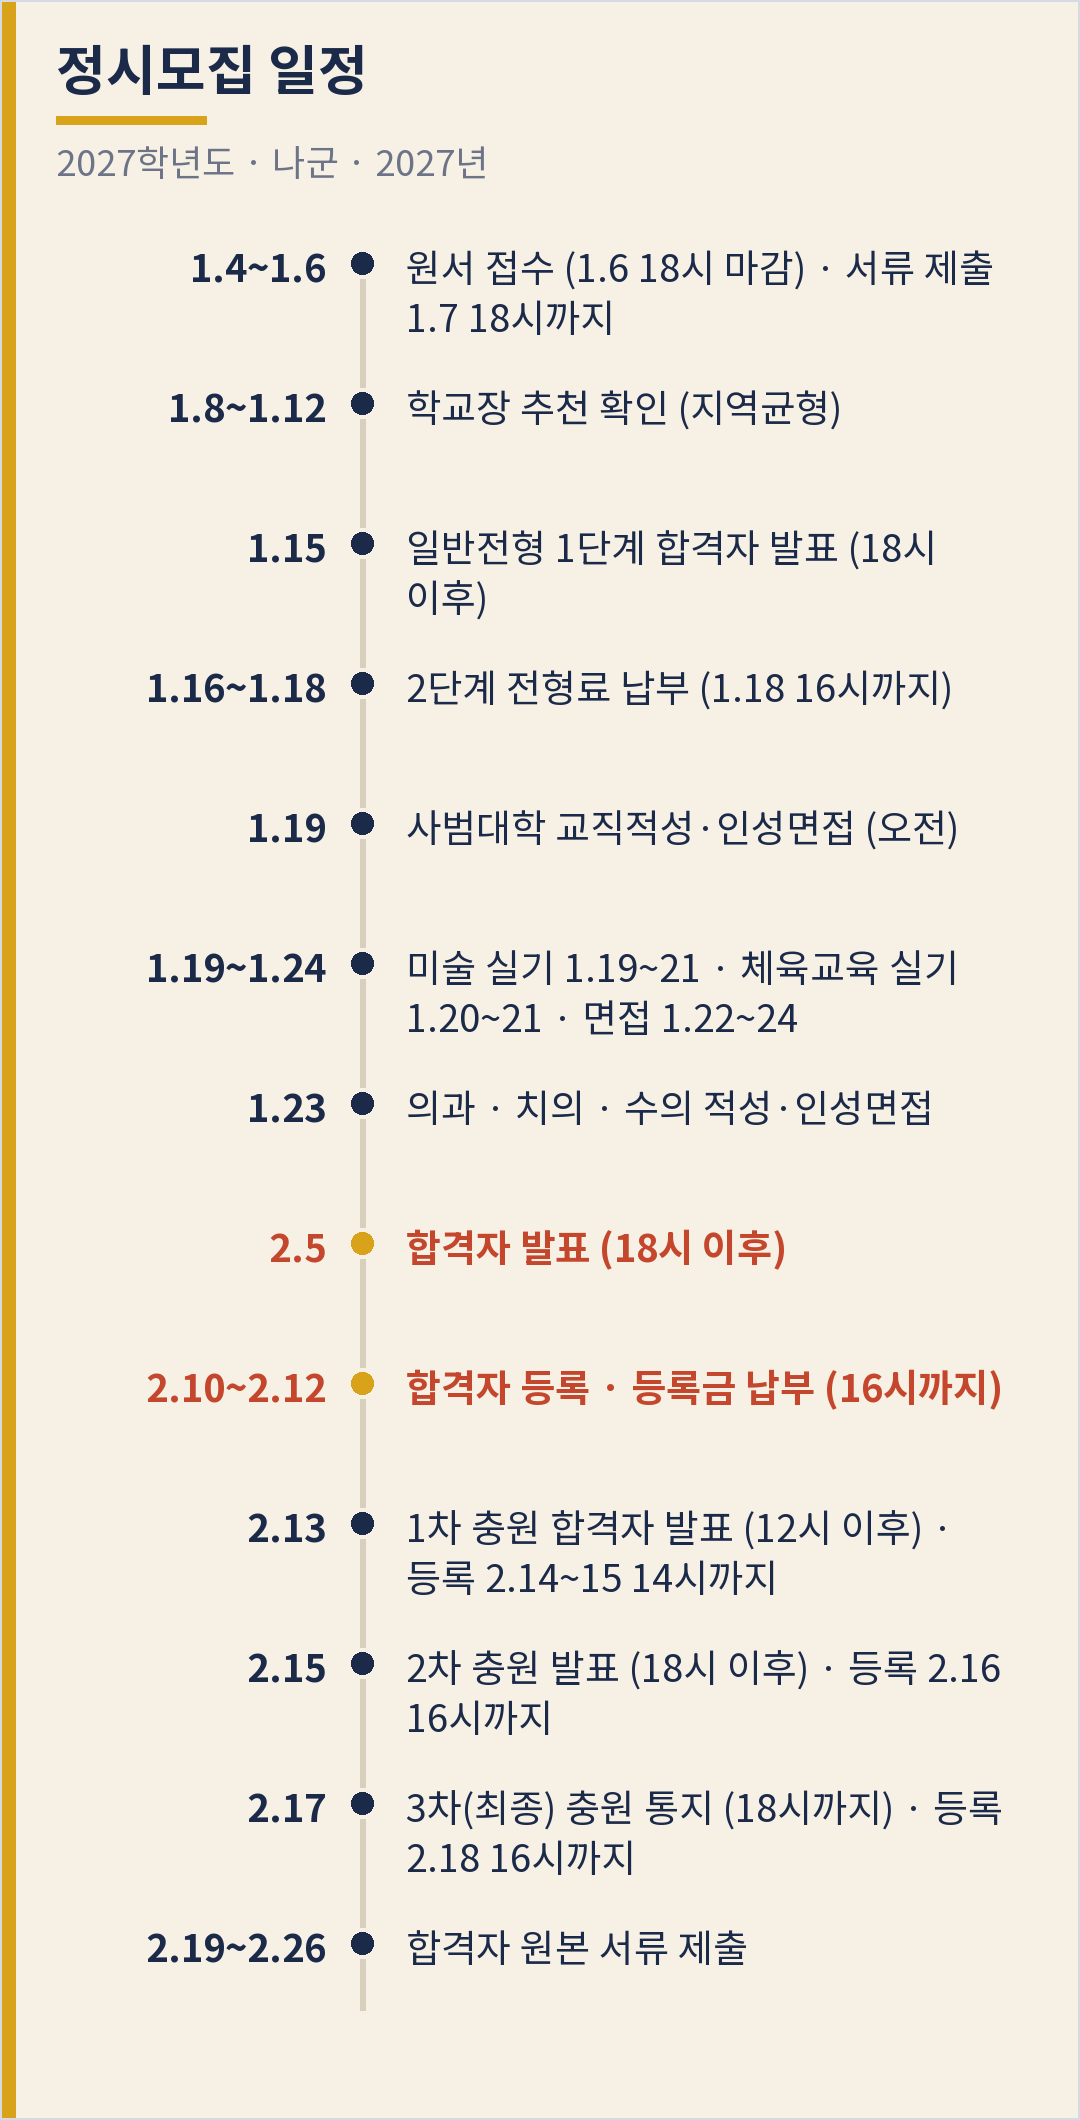 정시모집 일정
2027학년도 · 나군 · 2027년
1.4~1.6 원서 접수 (1.6 18시 마감) · 서류 제출
1.7 18시까지
1.8~1.12 학교장 추천 확인 (지역균형)
1.15 일반전형 1단계 합격자 발표 (18시
이후)
1.16~1.18 2단계 전형료 납부 (1.18 16시까지)
1.19 사범대학 교직적성·인성면접 (오전)
1.19~1.24 미술 실기 1.19~21 · 체육교육 실기
1.20~21 · 면접 1.22~24
1.23 의과 · 치의 · 수의 적성·인성면접
2.5 합격자 발표 (18시 이후)
2.10~2.12 합격자 등록 · 등록금 납부 (16시까지)
2.13 1차 충원 합격자 발표 (12시 이후) ·
등록 2.14~15 14시까지
2.15 2차 충원 발표 (18시 이후) · 등록 2.16
16시까지
2.17 3차(최종) 충원 통지 (18시까지) · 등록
2.18 16시까지
2.19~2.26 합격자 원본 서류 제출